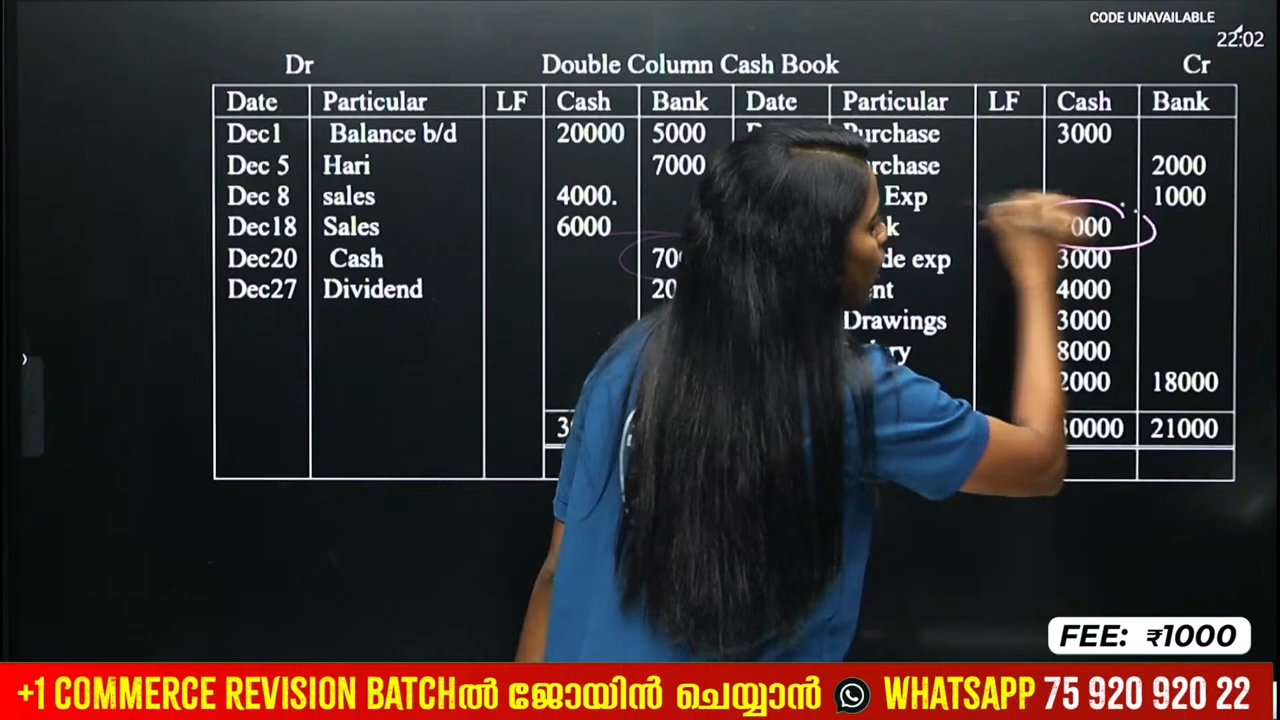 CODE UNAVAILABLE
22:02
Dr Double Column Cash Book Cr
Date Particular LF Cash Bank Date Particular LF Cash Bank
Dec1 Balance b/d 20000 5000 Purchase 3000
Dec 5 Hari 7000 2000
Dec 8 sales 4000. Exp 1000
Dec18 Sales 6000
Dec20 Cash exp 3000
Dec27 Dividend 4000
Drawings 3000
8000
18000
21000
FEE: ₹1000
+1 COMMERCE REVISION BATCHൽ ജോയിൻ ചെയ്യാൻ WHATSAPP 75 920 920 22